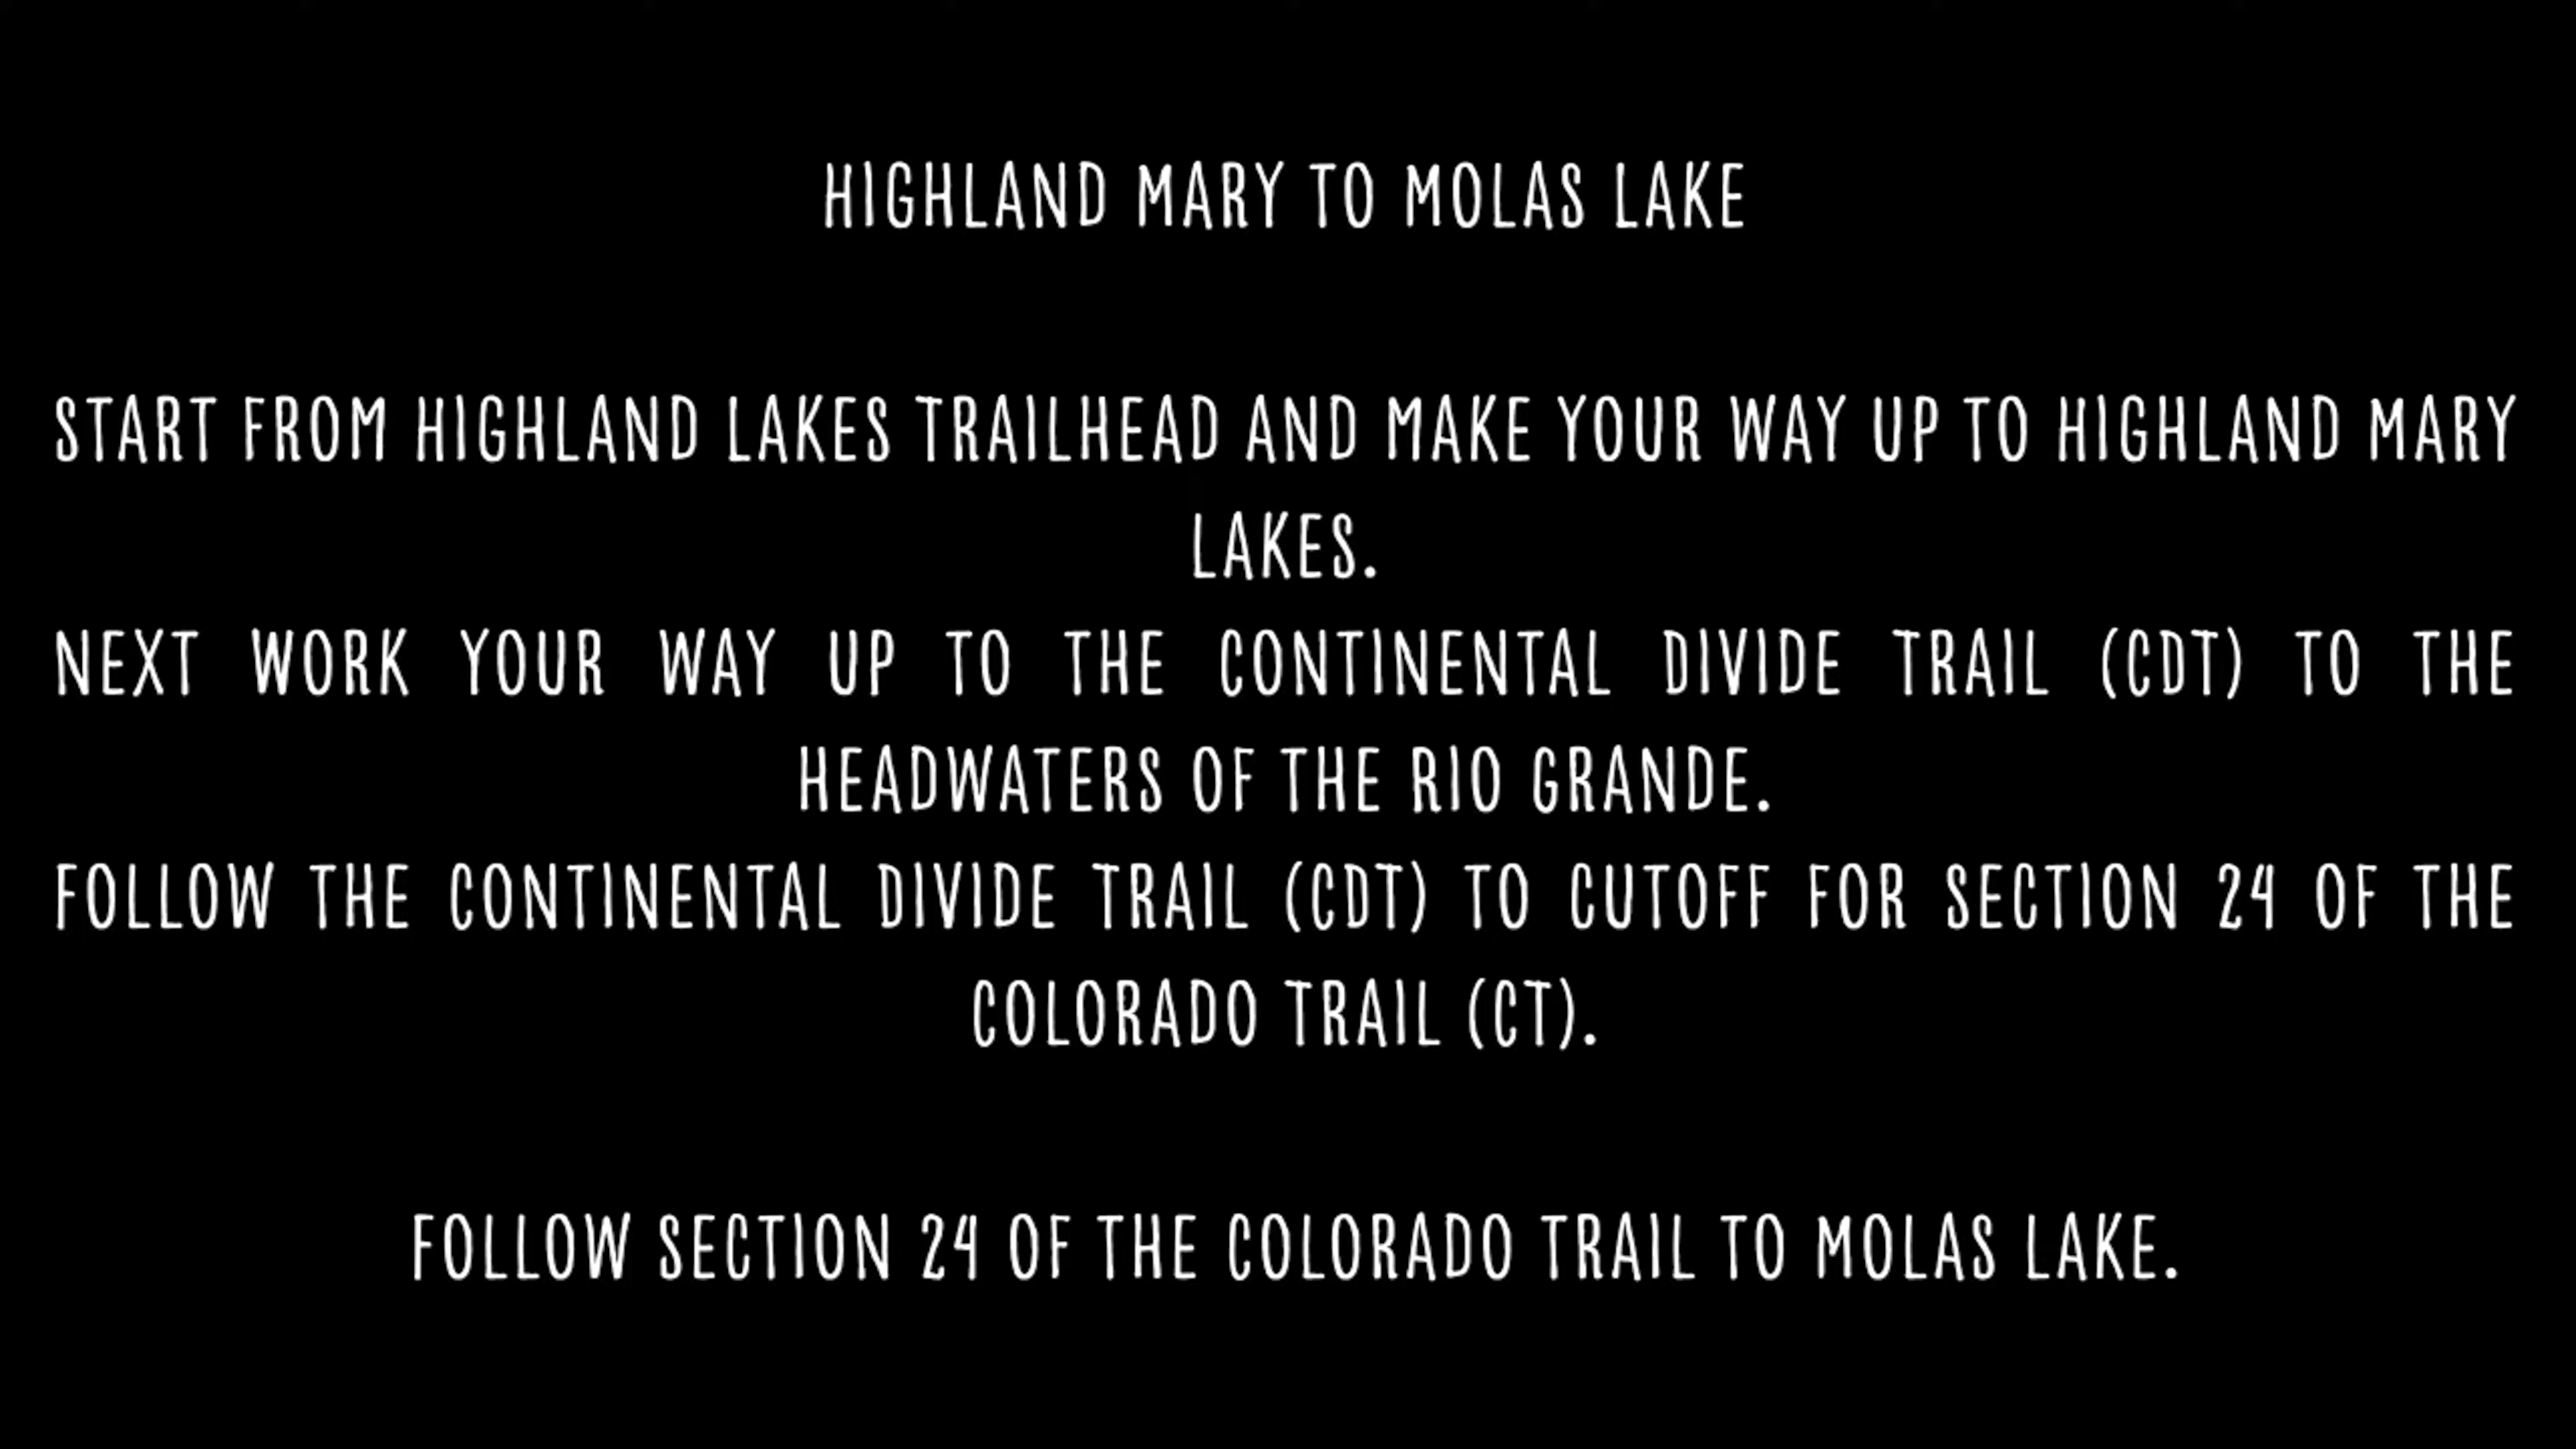 HIGHLAND MARY TO MOLAS LAKE
START FROM HIGHLAND LAKES TRAILHEAD AND MAKE YOUR WAY UP TO HIGHLAND MARY
LAKES.
NEXT WORK YOUR WAY UP TO THE CONTINENTAL DIVIDE TRAIL (CDT) TO THE
HEADWATERS OF THE RIO GRANDE.
FOLLOW THE CONTINENTAL DIVIDE TRAIL (CDT) TO CUTOFF FOR SECTION 24 OF THE
COLORADO TRAIL (CT).
FOLLOW SECTION 24 OF THE COLORADO TRAIL TO MOLAS LAKE.